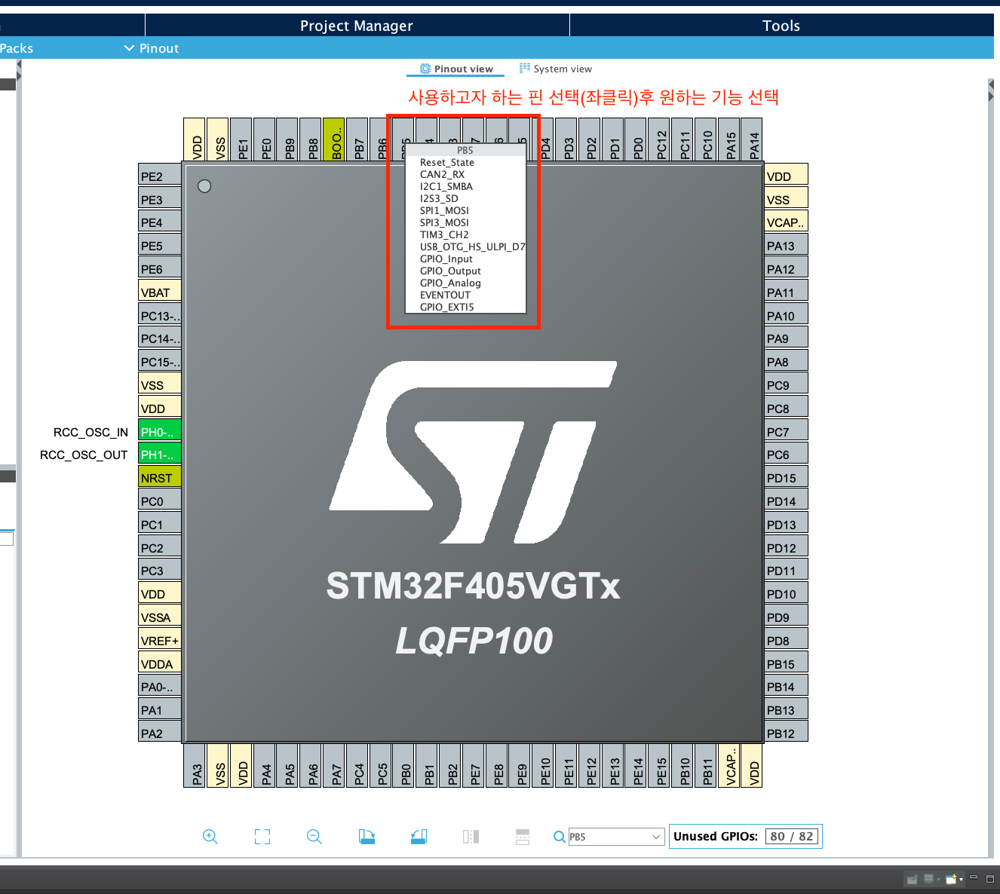 Project Manager
Tools
Packs
Pinout
Pinout view
System view
사용하고자 하는 핀 선택(좌클릭)후 원하는 기능 선택
VDD
VSS
PE1
PE0
PB9
PB8
BOO..
PB7
PB6
PD4
PD3
PD2
PD1
PD0
PC12
PC11
PC10
PA15
PA14
PB5
Reset_State
CAN2_RX
I2C1_SMBA
I2S3_SD
SPI1_MOSI
SPI3_MOSI
TIM3_CH2
USB_OTG_HS_ULPI_D7
GPIO_Input
GPIO_Output
GPIO_Analog
EVENTOUT
GPIO_EXTI5
PE2
PE3
PE4
PE5
PE6
VBAT
PC13-..
PC14-..
PC15-..
VSS
VDD
RCC_OSC_IN
PH0-..
RCC_OSC_OUT
PH1-..
NRST
PC0
PC1
PC2
PC3
VDD
VSSA
VREF+
VDDA
PA0-..
PA1
PA2
VDD
VSS
VCAP..
PA13
PA12
PA11
PA10
PA9
PA8
PC9
PC8
PC7
PC6
PD15
PD14
PD13
PD12
PD11
PD10
PD9
PD8
PB15
PB14
PB13
PB12
ST
STM32F405VGTx
LQFP100
PA3
VSS
VDD
PA4
PA5
PA6
PA7
PC4
PC5
PB0
PB1
PB2
PE7
PE8
PE9
PE10
PE11
PE12
PE13
PE14
PE15
PB10
PB11
VCAP..
VDD
PB5
Unused GPIOs: 80 / 82